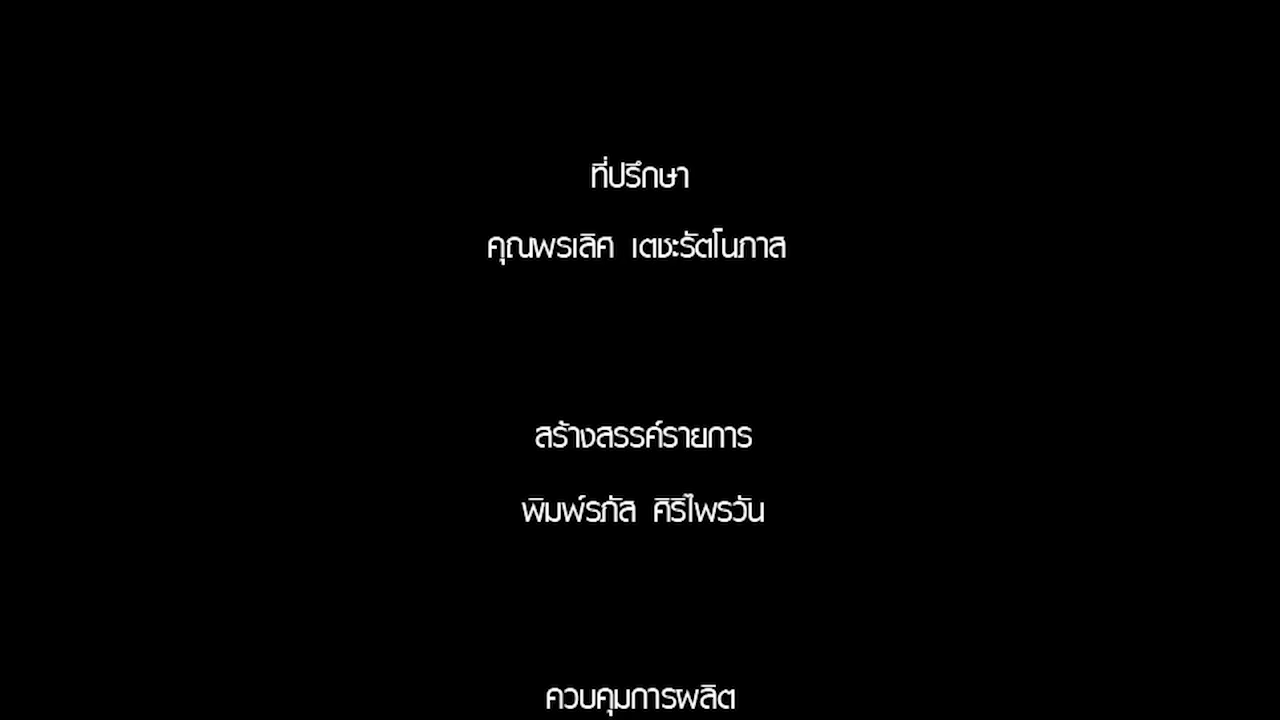 ที่ปรึกษา
คุณพรเลิศ เตชะรัตโนภาส
สร้างสรรค์รายการ
พิมพ์รภัส ศิริไพรวัน
ควบคุมการผลิต